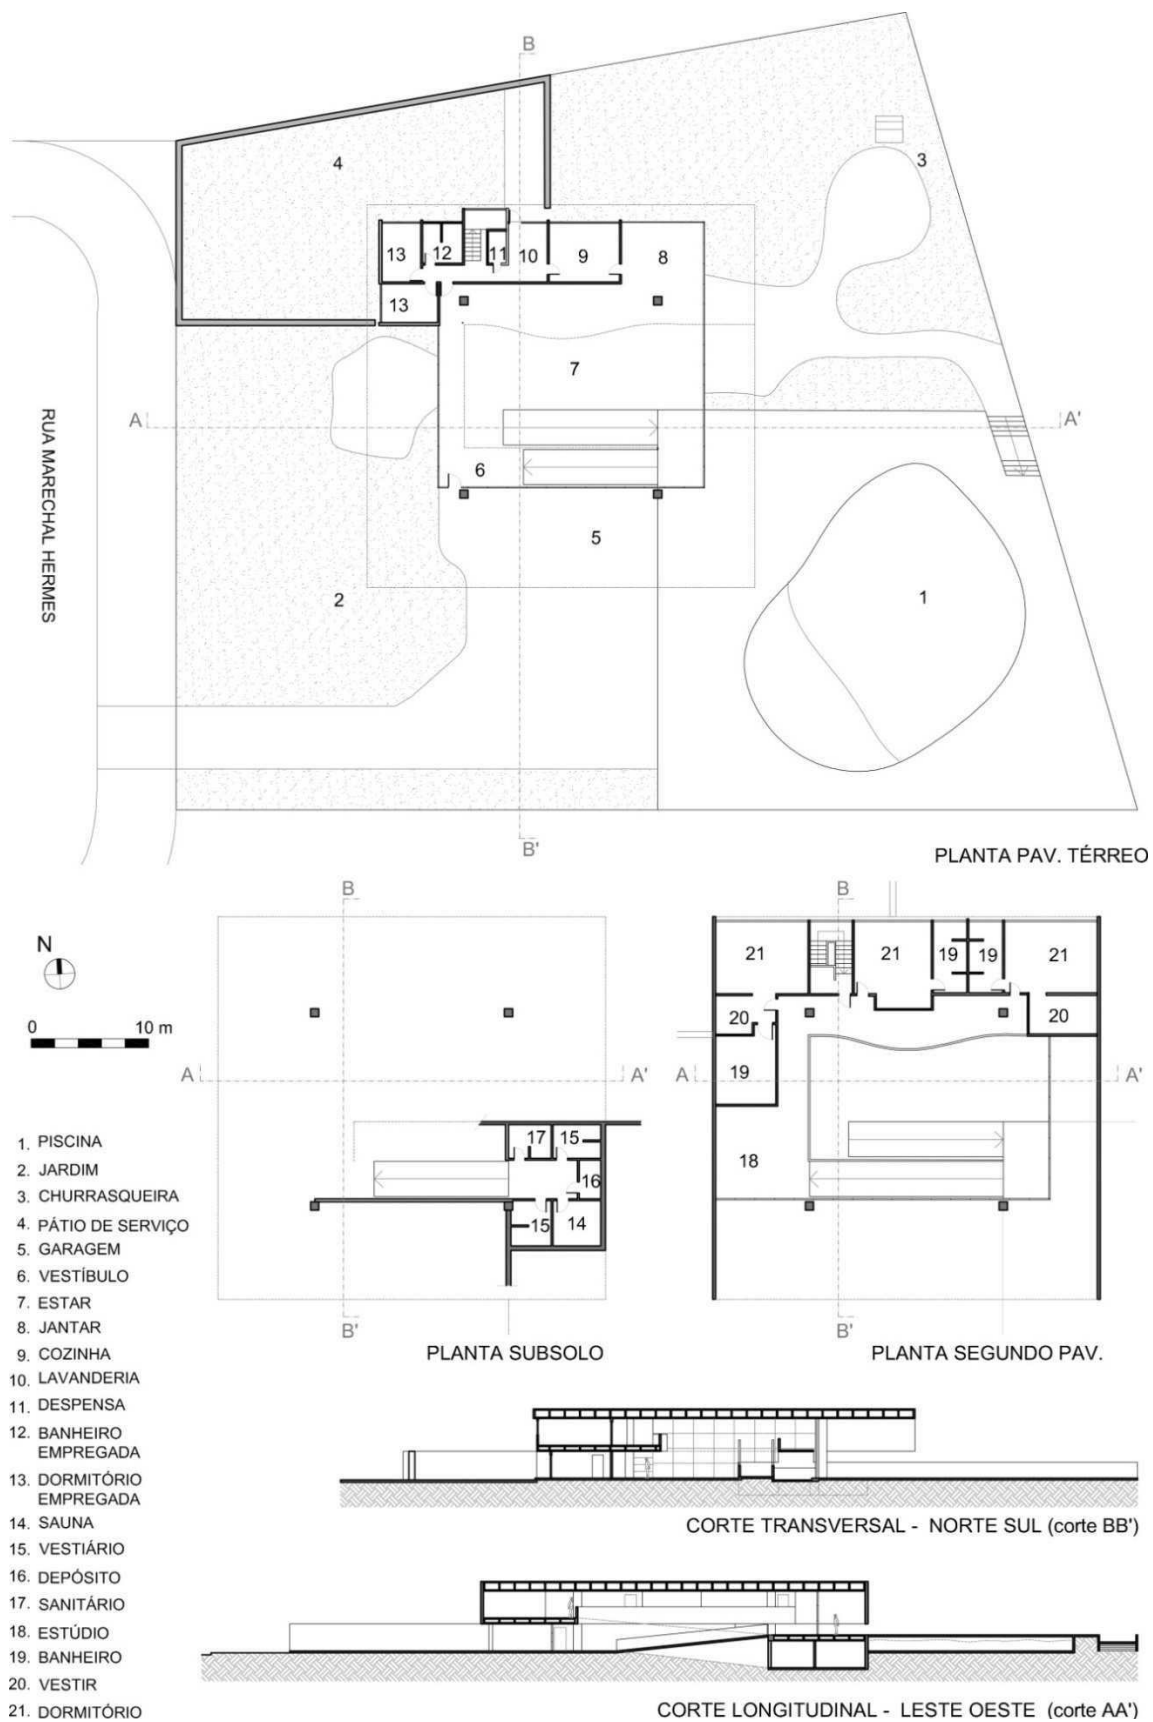 B
4
3
13
12
11
10
9
8
13
7
A
A'
RUA MARECHAL HERMES
6
5
2
1
B'
PLANTA PAV. TÉRREO
B
B
N
21
21
19
19
21
0 10 m
20
20
A
A'
A
A'
19
17
15
18
16
15
14
B'
B'
PLANTA SUBSOLO
PLANTA SEGUNDO PAV.
1. PISCINA
2. JARDIM
3. CHURRASQUEIRA
4. PÁTIO DE SERVIÇO
5. GARAGEM
6. VESTÍBULO
7. ESTAR
8. JANTAR
9. COZINHA
10. LAVANDERIA
11. DESPENSA
12. BANHEIRO
EMPREGADA
13. DORMITÓRIO
EMPREGADA
14. SAUNA
15. VESTIÁRIO
16. DEPÓSITO
17. SANITÁRIO
18. ESTÚDIO
19. BANHEIRO
20. VESTIR
21. DORMITÓRIO
CORTE TRANSVERSAL - NORTE SUL (corte BB')
CORTE LONGITUDINAL - LESTE OESTE (corte AA')